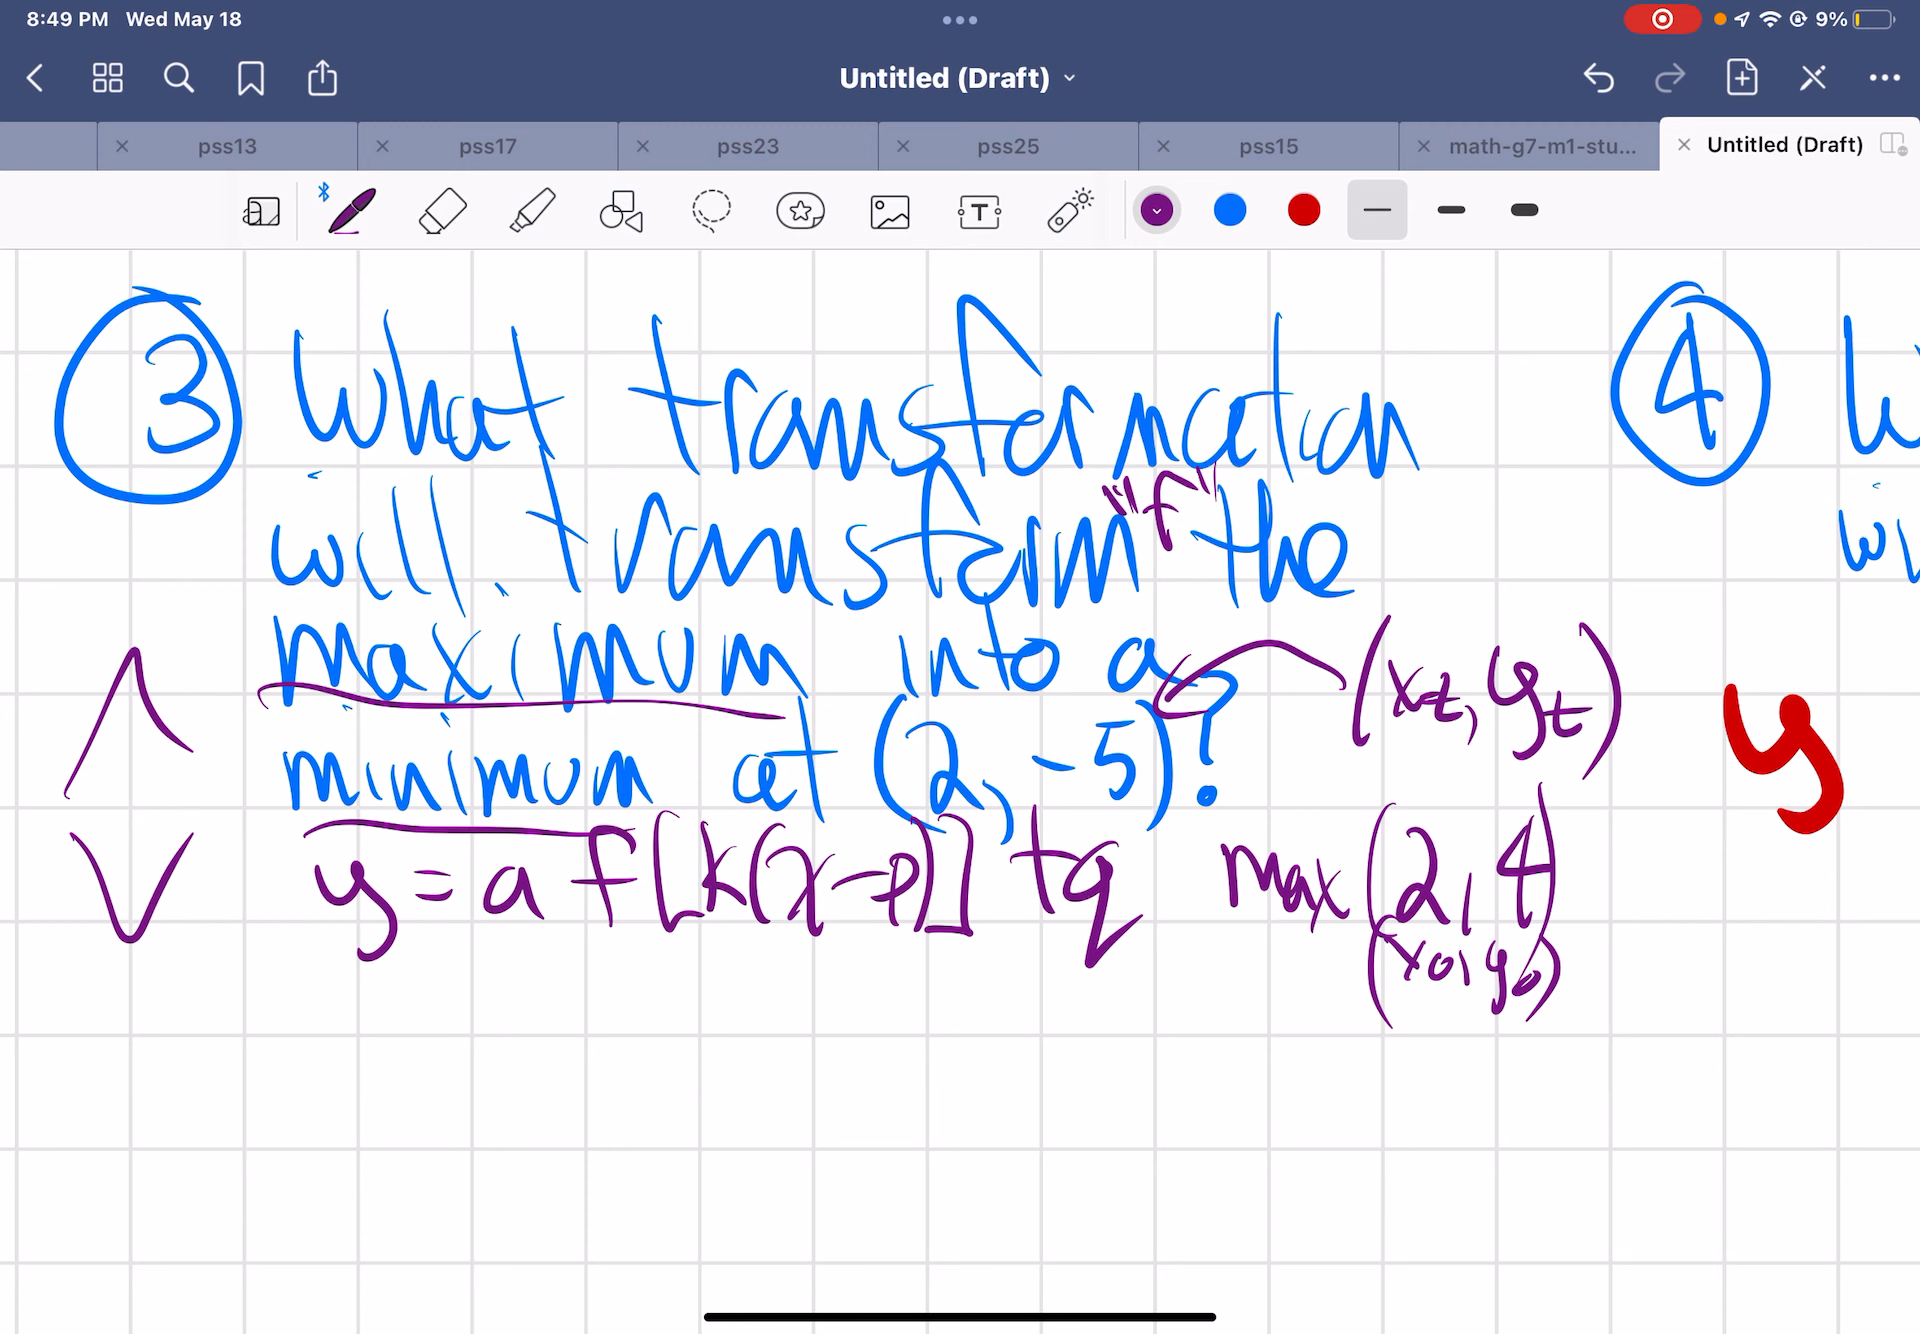 8:49 PM Wed May 18
9%
Untitled (Draft)
pss13
pss17
pss23
pss25
pss15
math-g7-m1-stu...
Untitled (Draft)
3 What transformation
will transform "f" the
maximum into a
minimum at (2, -5)?
(xt, yt)
y = a f[k(x-p)] +q
max (2, 4)
(xo, yo)
4
y